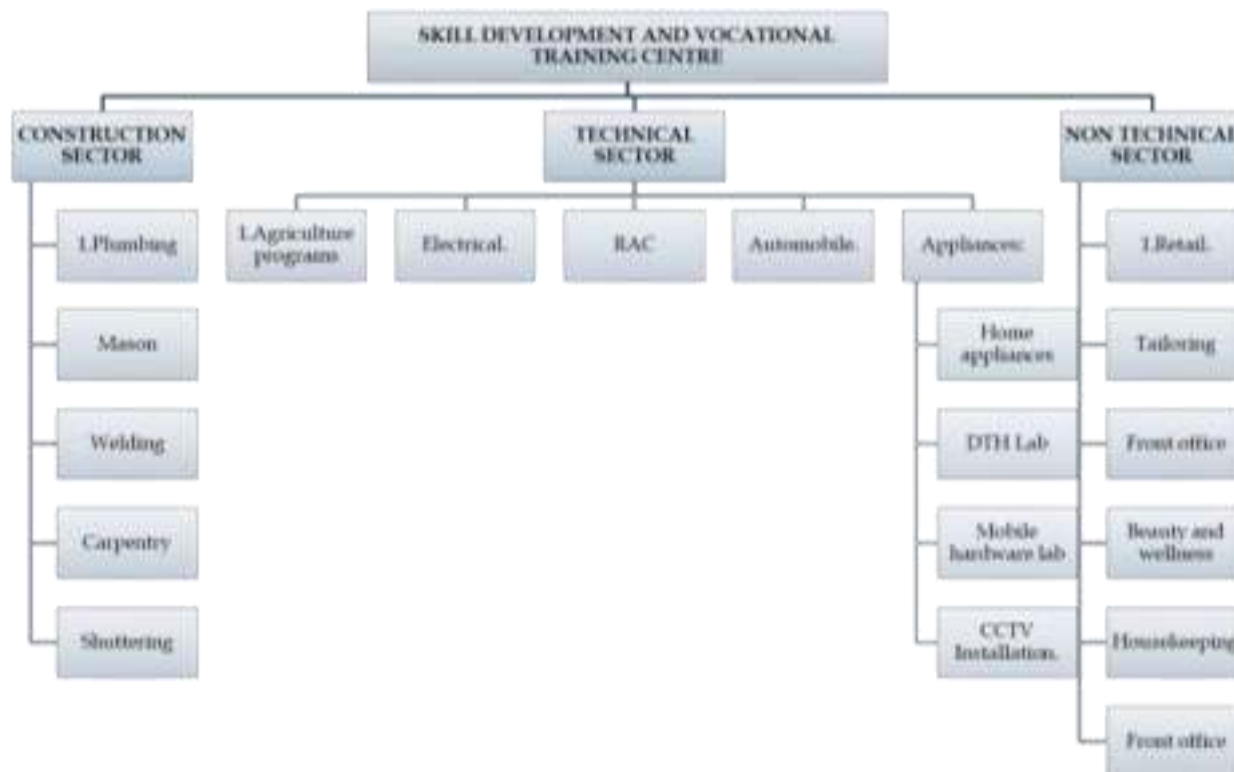 SKILL DEVELOPMENT AND VOCATIONAL
TRAINING CENTRE
CONSTRUCTION
SECTOR
1.Plumbing
Mason
Welding
Carpentry
Shuttering
TECHNICAL
SECTOR
1.Agriculture
programs
Electrical.
RAC
Automobile.
Appliances:
Home
appliances
DTH Lab
Mobile
hardware lab
CCTV
Installation.
NON TECHNICAL
SECTOR
1.Retail.
Tailoring
Front office
Beauty and
wellness
Housekeeping
Front office